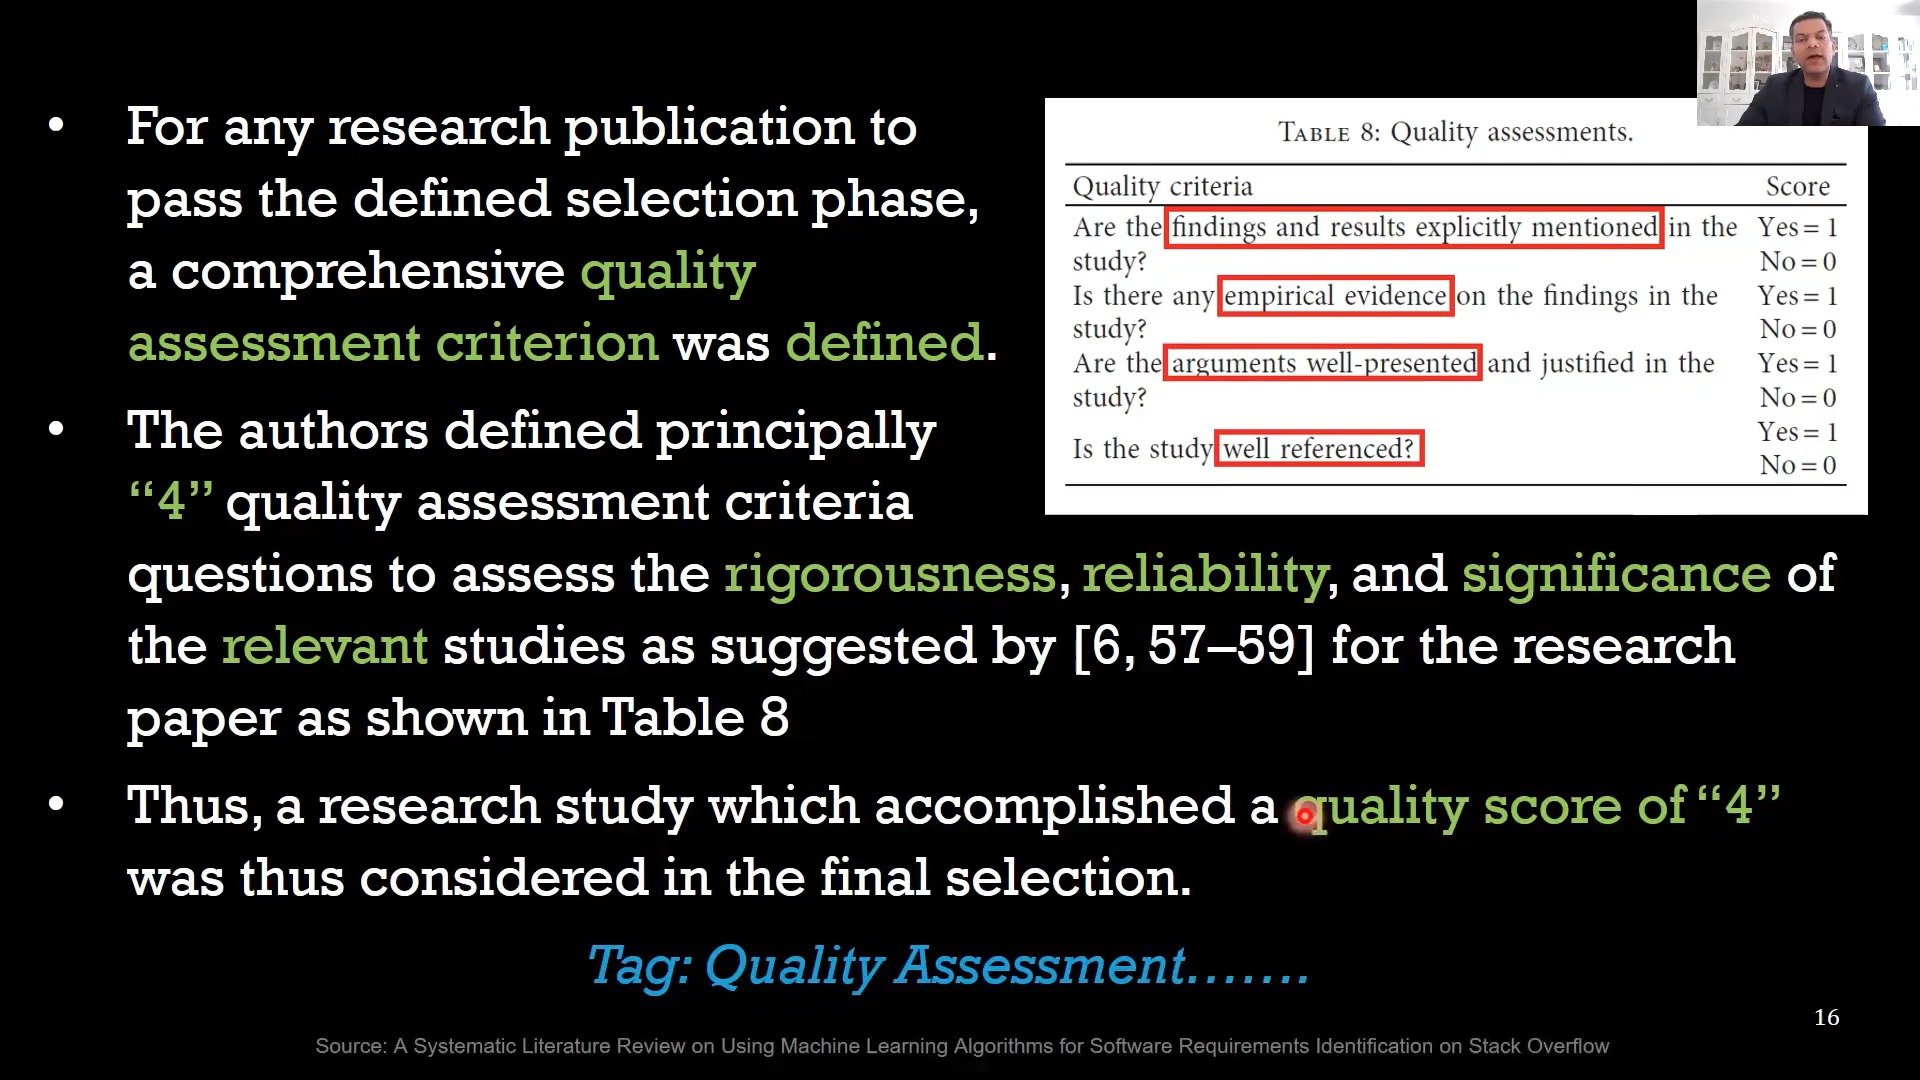 • For any research publication to
pass the defined selection phase,
a comprehensive quality
assessment criterion was defined.
• The authors defined principally
“4” quality assessment criteria
questions to assess the rigorousness, reliability, and significance of
the relevant studies as suggested by [6, 57–59] for the research
paper as shown in Table 8
• Thus, a research study which accomplished a quality score of “4”
was thus considered in the final selection.
TABLE 8: Quality assessments.
Quality criteria Score
Are the findings and results explicitly mentioned in the Yes = 1
study? No = 0
Is there any empirical evidence on the findings in the Yes = 1
study? No = 0
Are the arguments well-presented and justified in the Yes = 1
study? No = 0
Yes = 1
Is the study well referenced?
No = 0
Tag: Quality Assessment.......
16
Source: A Systematic Literature Review on Using Machine Learning Algorithms for Software Requirements Identification on Stack Overflow